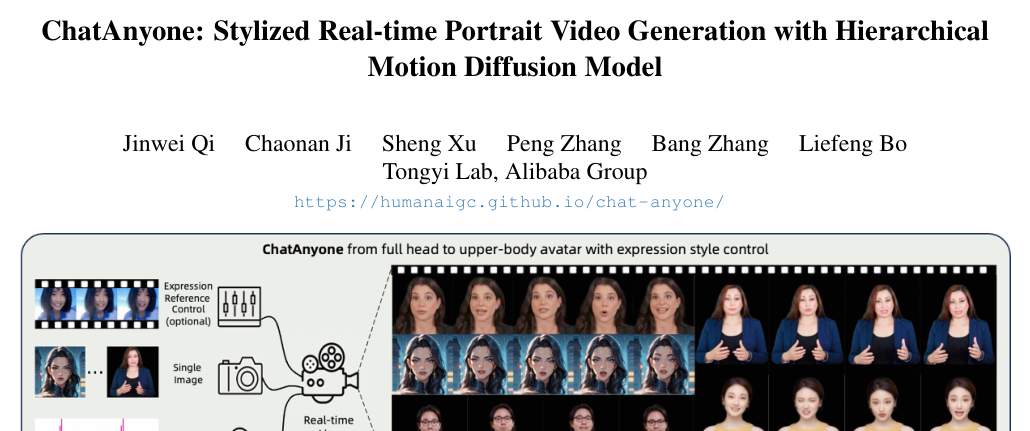 ChatAnyone: Stylized Real-time Portrait Video Generation with Hierarchical
Motion Diffusion Model
Jinwei Qi Chaonan Ji Sheng Xu Peng Zhang Bang Zhang Liefeng Bo
Tongyi Lab, Alibaba Group
https://humanaigc.github.io/chat-anyone/
ChatAnyone from full head to upper-body avatar with expression style control
Expression
Reference
Control
(optional)
Single
Image
Real-time